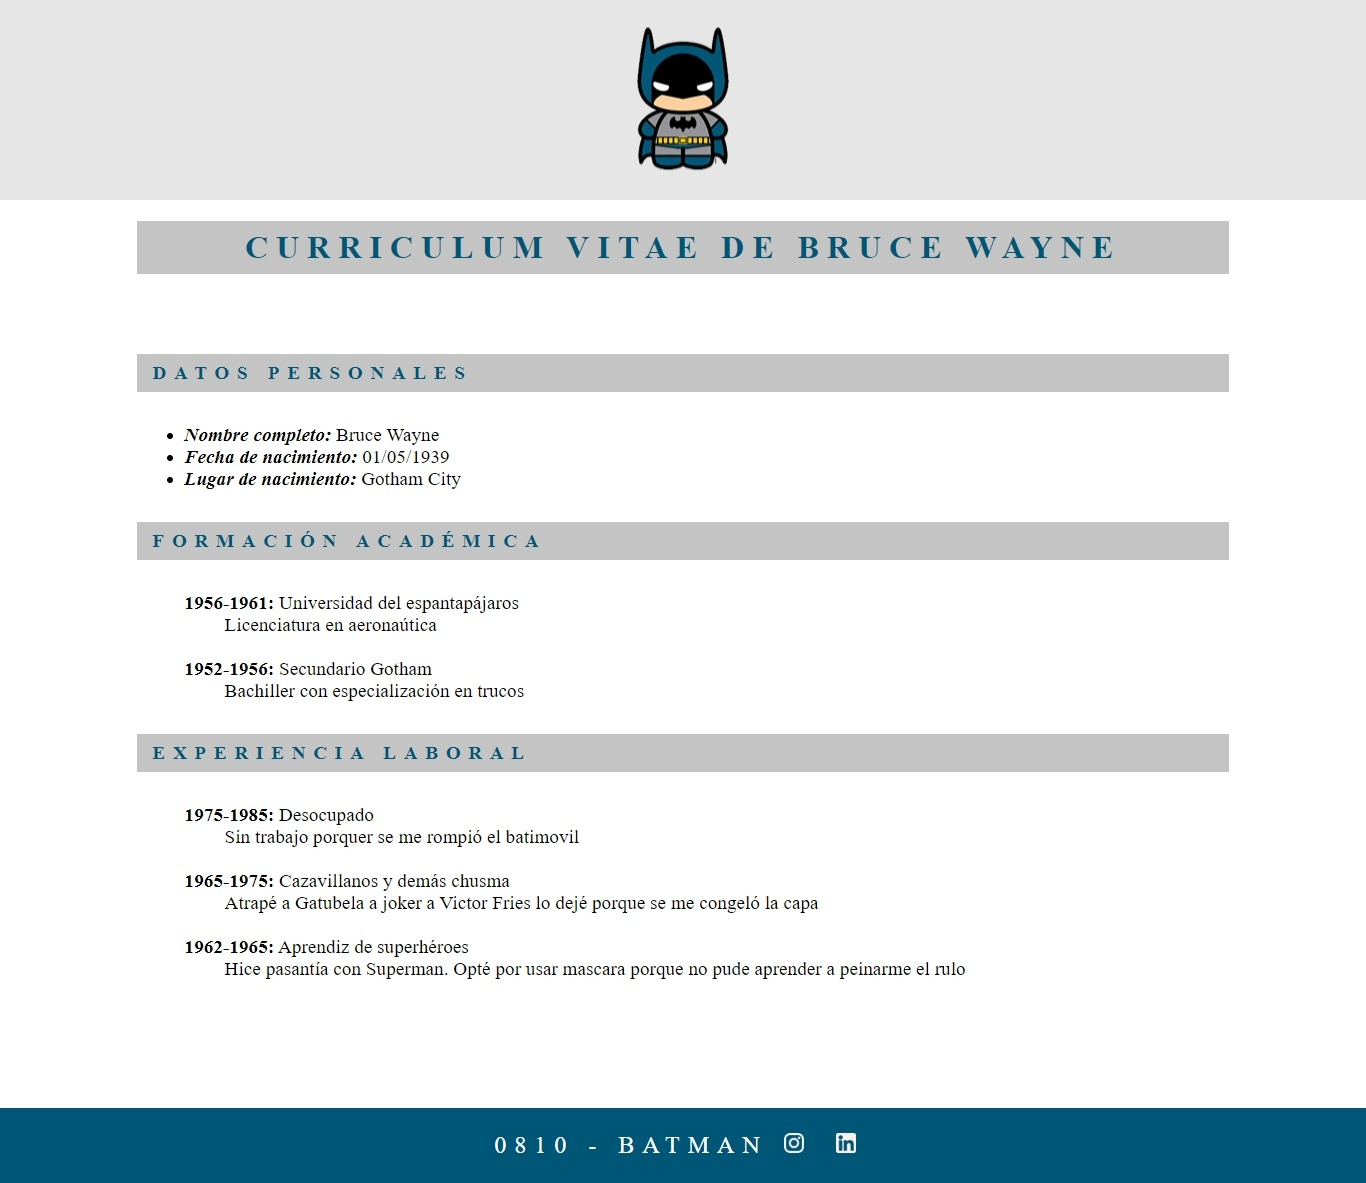 CURRICULUM VITAE DE BRUCE WAYNE
DATOS PERSONALES
Nombre completo: Bruce Wayne
Fecha de nacimiento: 01/05/1939
Lugar de nacimiento: Gotham City
FORMACIÓN ACADÉMICA
1956-1961: Universidad del espantapájaros
Licenciatura en aeronaútica
1952-1956: Secundario Gotham
Bachiller con especialización en trucos
EXPERIENCIA LABORAL
1975-1985: Desocupado
Sin trabajo porquer se me rompió el batimovil
1965-1975: Cazavillanos y demás chusma
Atrapé a Gatubela a joker a Victor Fries lo dejé porque se me congeló la capa
1962-1965: Aprendiz de superhéroes
Hice pasantía con Superman. Opté por usar mascara porque no pude aprender a peinarme el rulo
0810 - BATMAN